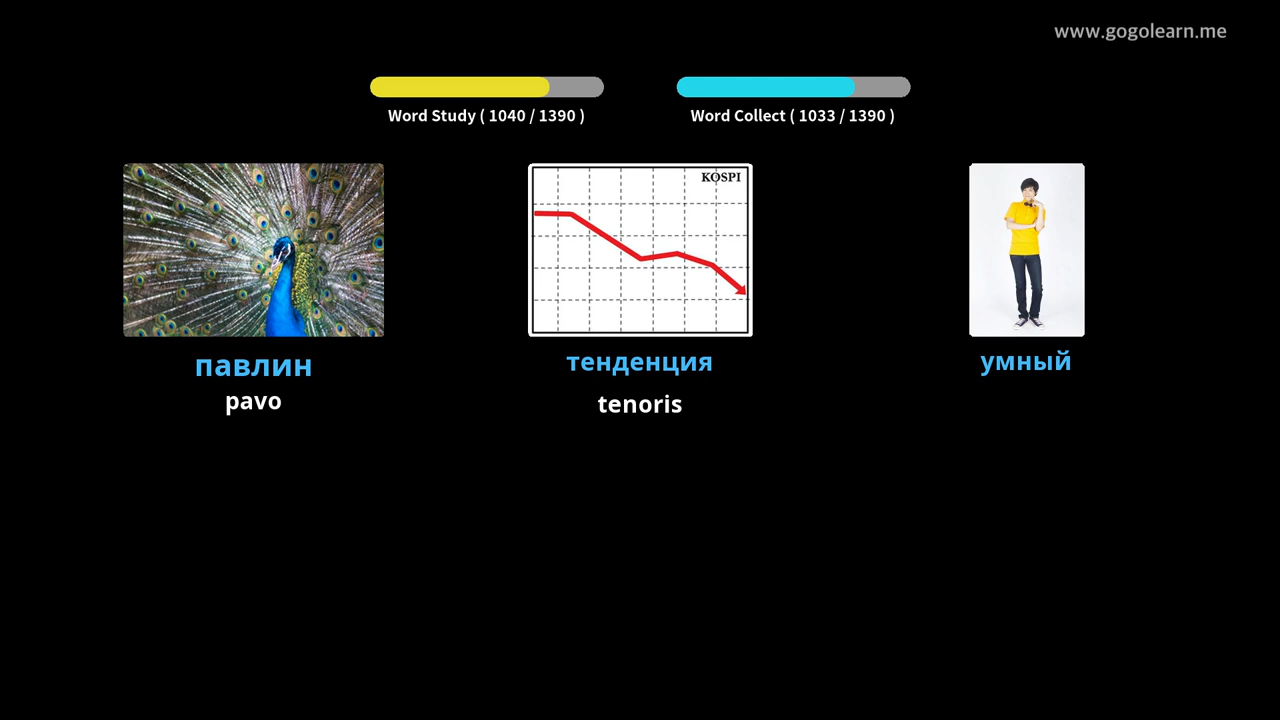 www.gogolearn.me
Word Study ( 1040 / 1390 )
Word Collect ( 1033 / 1390 )
KOSPI
павлин
тенденция
умный
pavo
tenoris